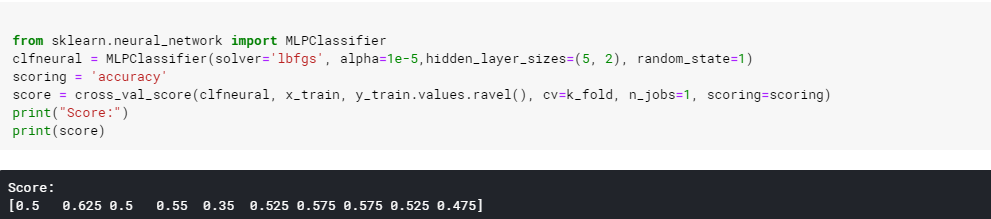 from sklearn.neural_network import MLPClassifier
clfneural = MLPClassifier(solver='lbfgs', alpha=1e-5,hidden_layer_sizes=(5, 2), random_state=1)
scoring = 'accuracy'
score = cross_val_score(clfneural, x_train, y_train.values.ravel(), cv=k_fold, n_jobs=1, scoring=scoring)
print("Score:")
print(score)
Score:
[0.5   0.625 0.5   0.55  0.35  0.525 0.575 0.575 0.525 0.475]